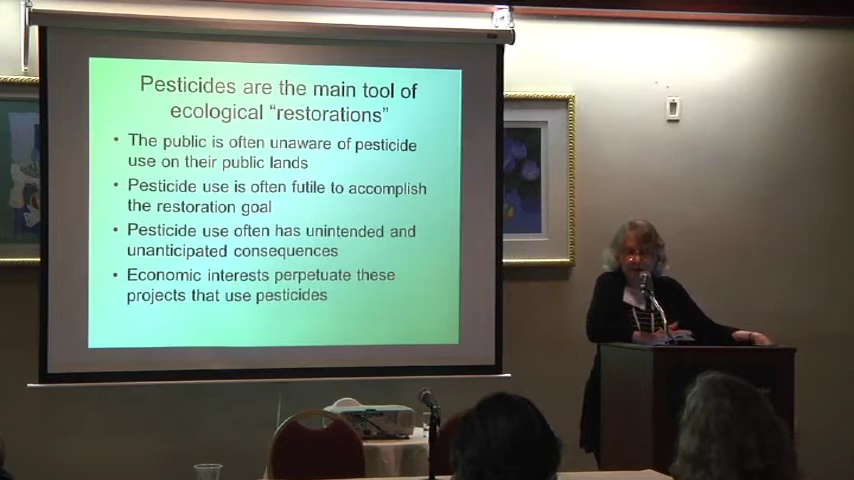 Pesticides are the main tool of
ecological “restorations”
• The public is often unaware of pesticide
use on their public lands
• Pesticide use is often futile to accomplish
the restoration goal
• Pesticide use often has unintended and
unanticipated consequences
• Economic interests perpetuate these
projects that use pesticides